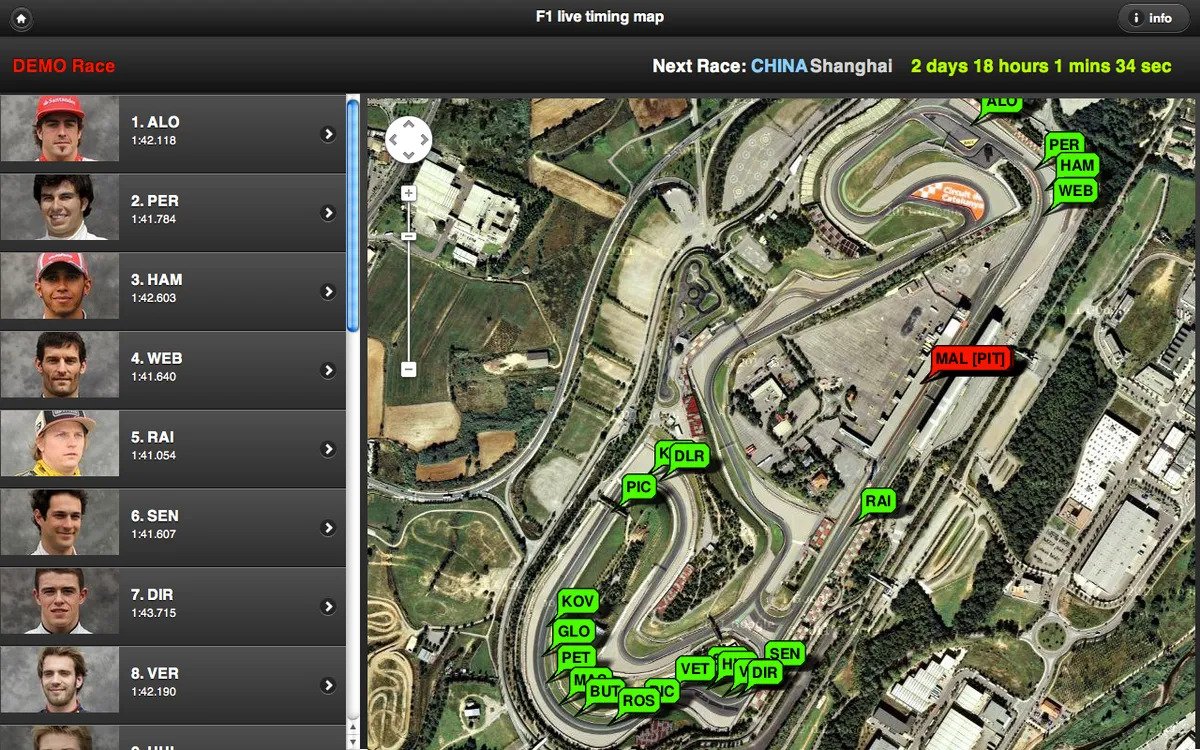 F1 live timing map
info
DEMO Race
Next Race: CHINA Shanghai 2 days 18 hours 1 mins 34 sec
1. ALO
1:42.118
2. PER
1:41.784
3. HAM
1:42.603
4. WEB
1:41.640
5. RAI
1:41.054
6. SEN
1:41.607
7. DIR
1:43.715
8. VER
1:42.190
ALO
PER
HAM
WEB
Circuit de
Catalunya
MAL [PIT]
K
DLR
PIC
RAI
KOV
GLO
PET
BUT
ROS
VET
DIR
SEN